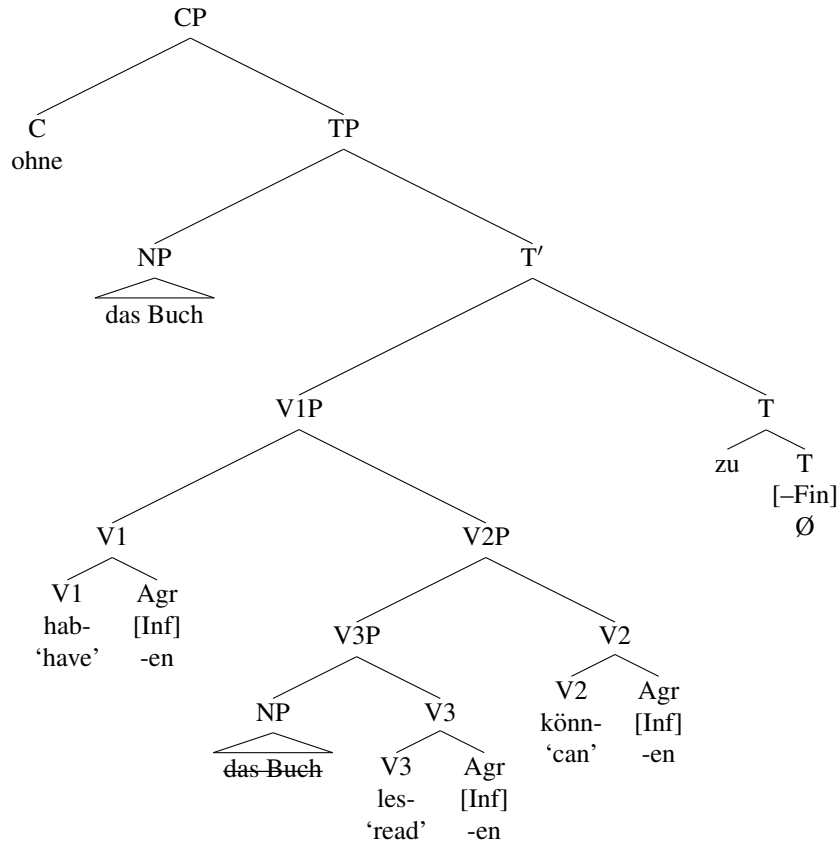 CP
C TP
ohne
NP T′
das Buch
V1P T
zu T
[–Fin]
Ø
V1 V2P
V1 Agr
hab- [Inf]
‘have’ -en
V3P V2
V2 Agr
könn- [Inf]
‘can’ -en
NP V3
das Buch
V3 Agr
les- [Inf]
‘read’ -en